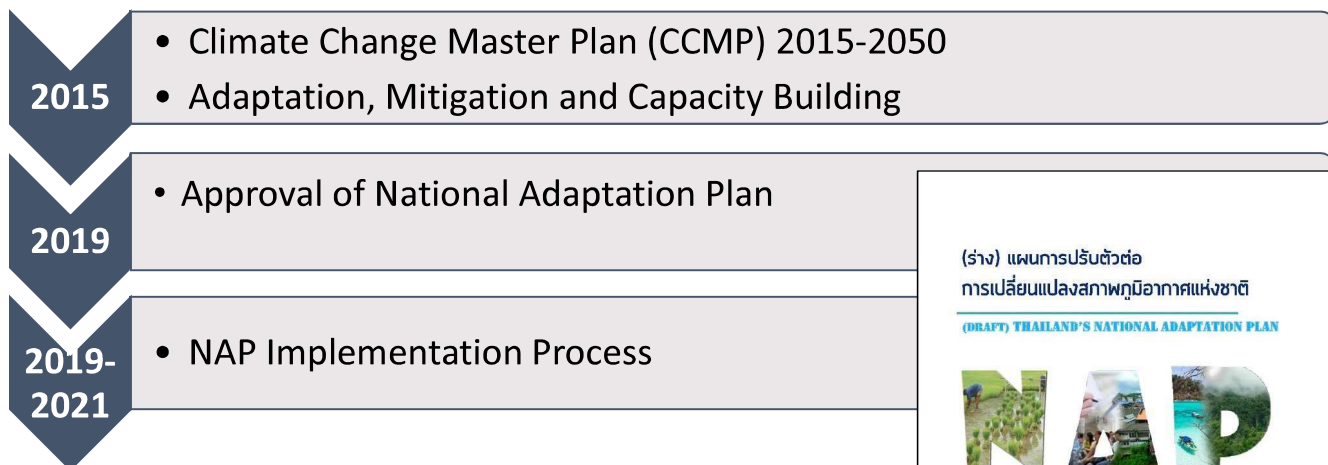 2015
• Climate Change Master Plan (CCMP) 2015-2050
• Adaptation, Mitigation and Capacity Building
2019
• Approval of National Adaptation Plan
2019-
2021
• NAP Implementation Process
(ร่าง) แผนการปรับตัวต่อ
การเปลี่ยนแปลงสภาพภูมิอากาศแห่งชาติ
(DRAFT) THAILAND'S NATIONAL ADAPTATION PLAN
NAP